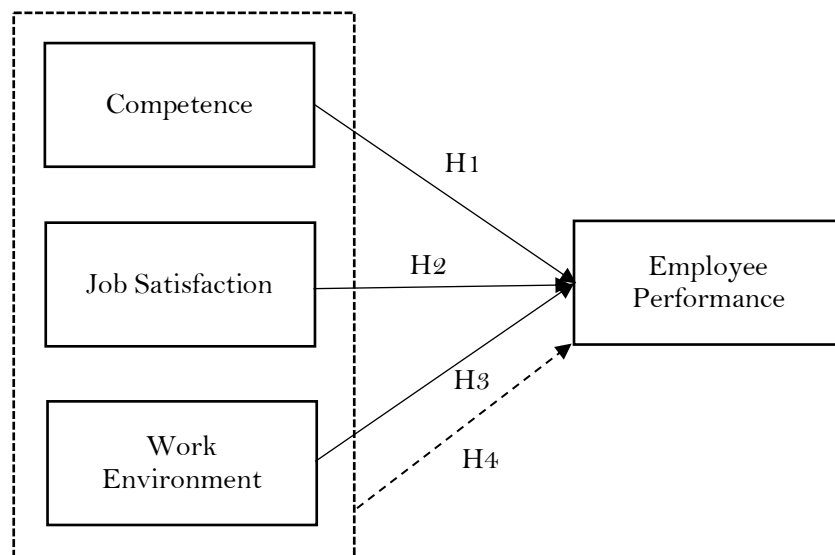 Competence
H1
Job Satisfaction
H2
Employee
Performance
H3
Work
Environment
H4